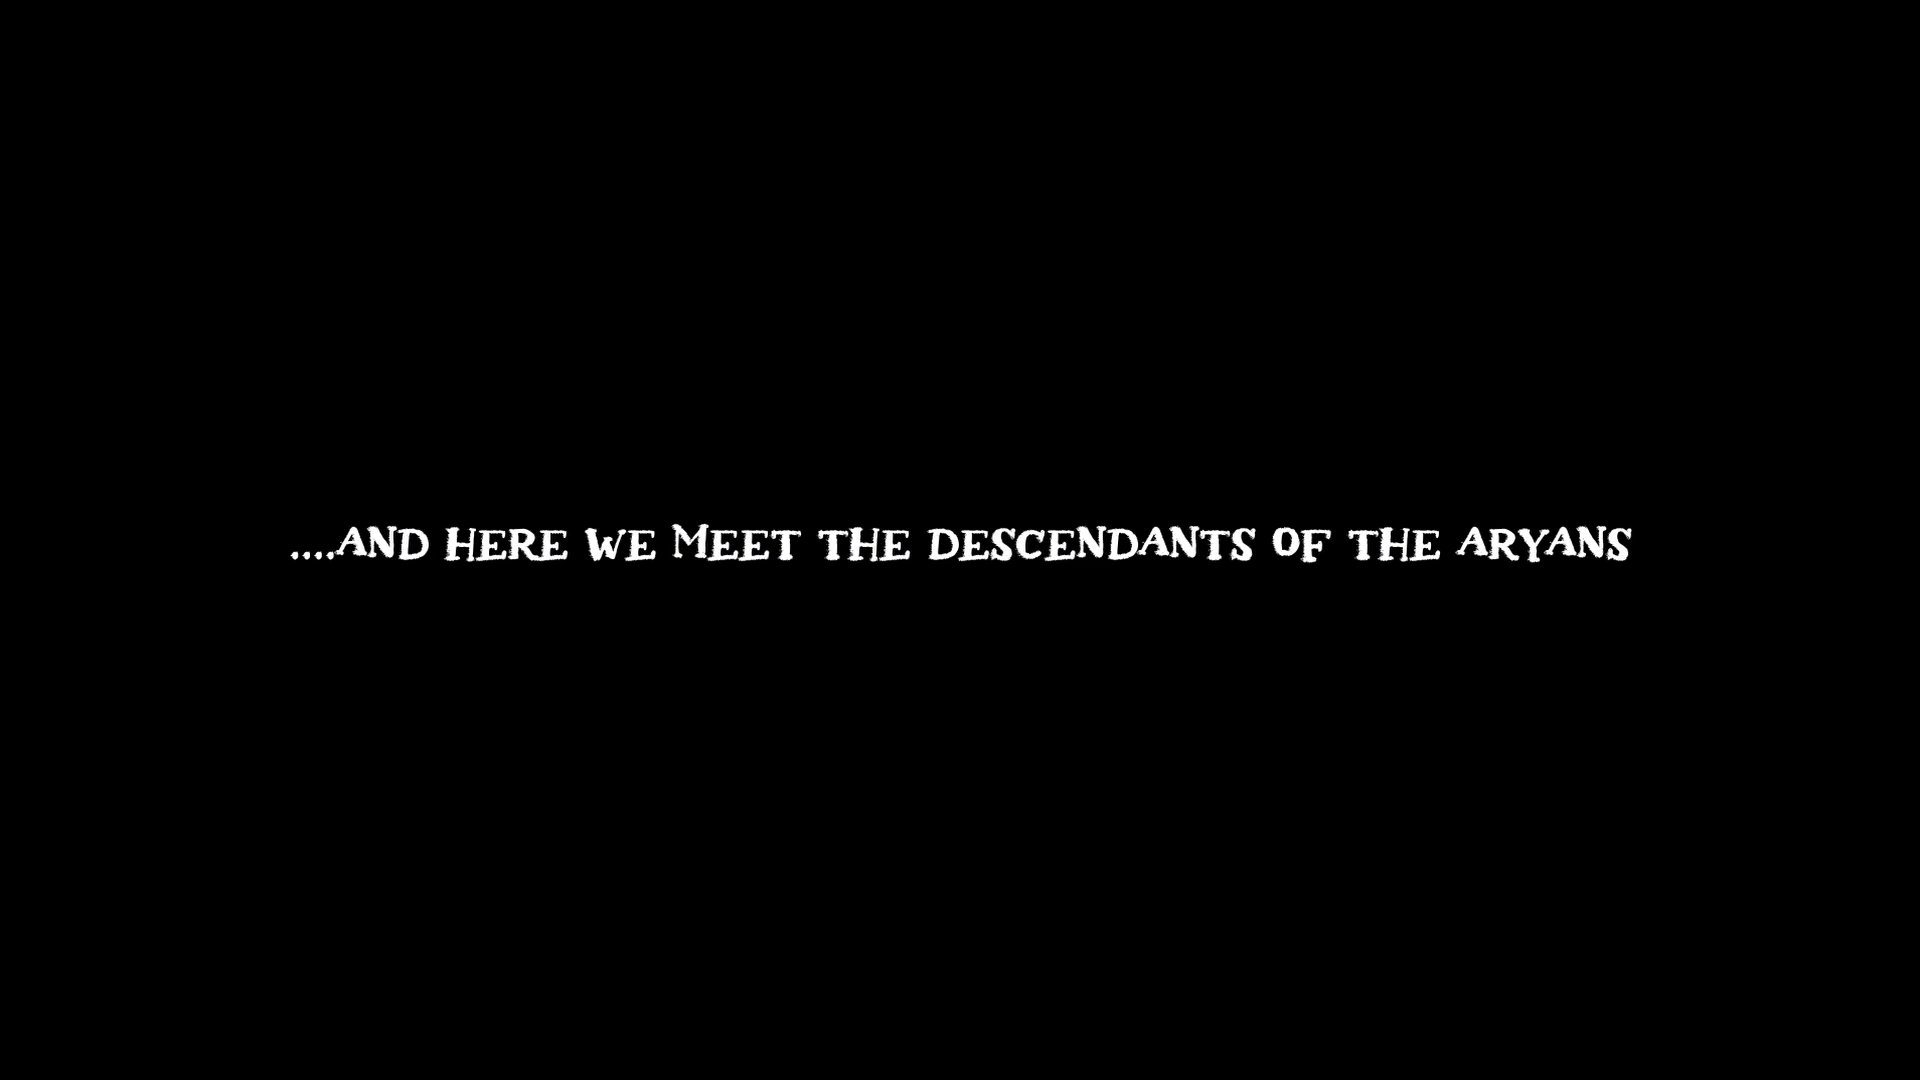 ....AND HERE WE MEET THE DESCENDANTS OF THE ARYANS